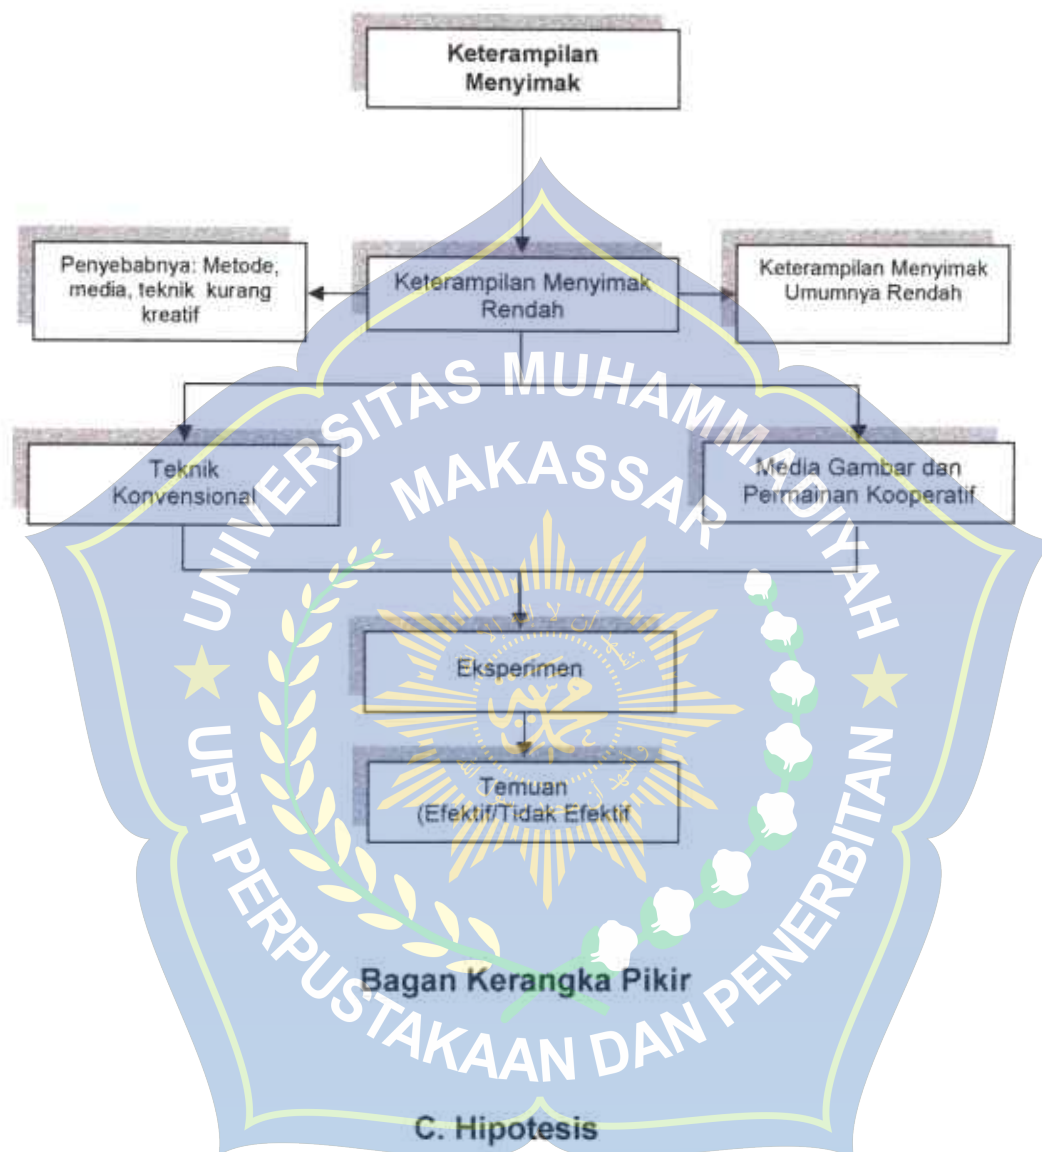 Keterampilan
Menyimak
Penyebabnya: Metode,
media, teknik kurang
kreatif
Keterampilan Menyimak
Rendah
Keterampilan Menyimak
Umumnya Rendah
Teknik
Konvensional
Media Gambar dan
Permainan Kooperatif
Eksperimen
Temuan
(Efektif/Tidak Efektif
Bagan Kerangka Pikir
C. Hipotesis
UNIVERSITAS MUHAMMADIYAH
MAKASSAR
UPT PERPUSTAKAAN DAN PENERBITAN